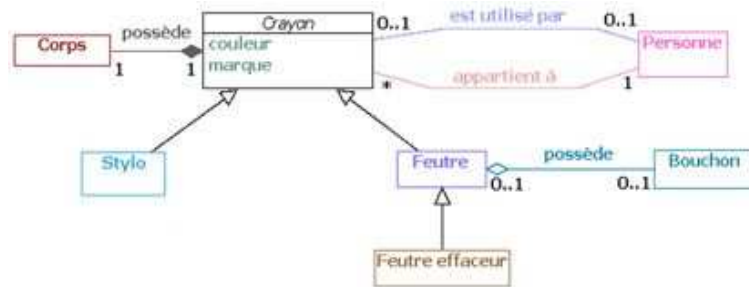 Crayon
couleur
marque
Corps
possède
1
1
0..1
est utilisé par
0..1
Personne
*
appartient à
1
Stylo
Feutre
possède
0..1
0..1
Bouchon
Feutre effaceur